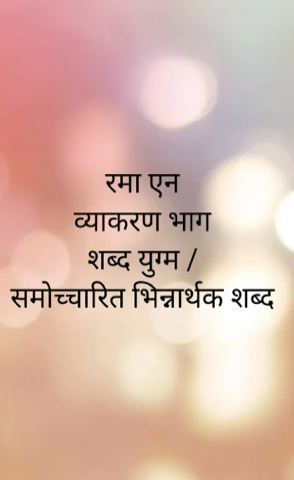 रमा एन
व्याकरण भाग
शब्द युग्म /
समोच्चारित भिन्नार्थक शब्द